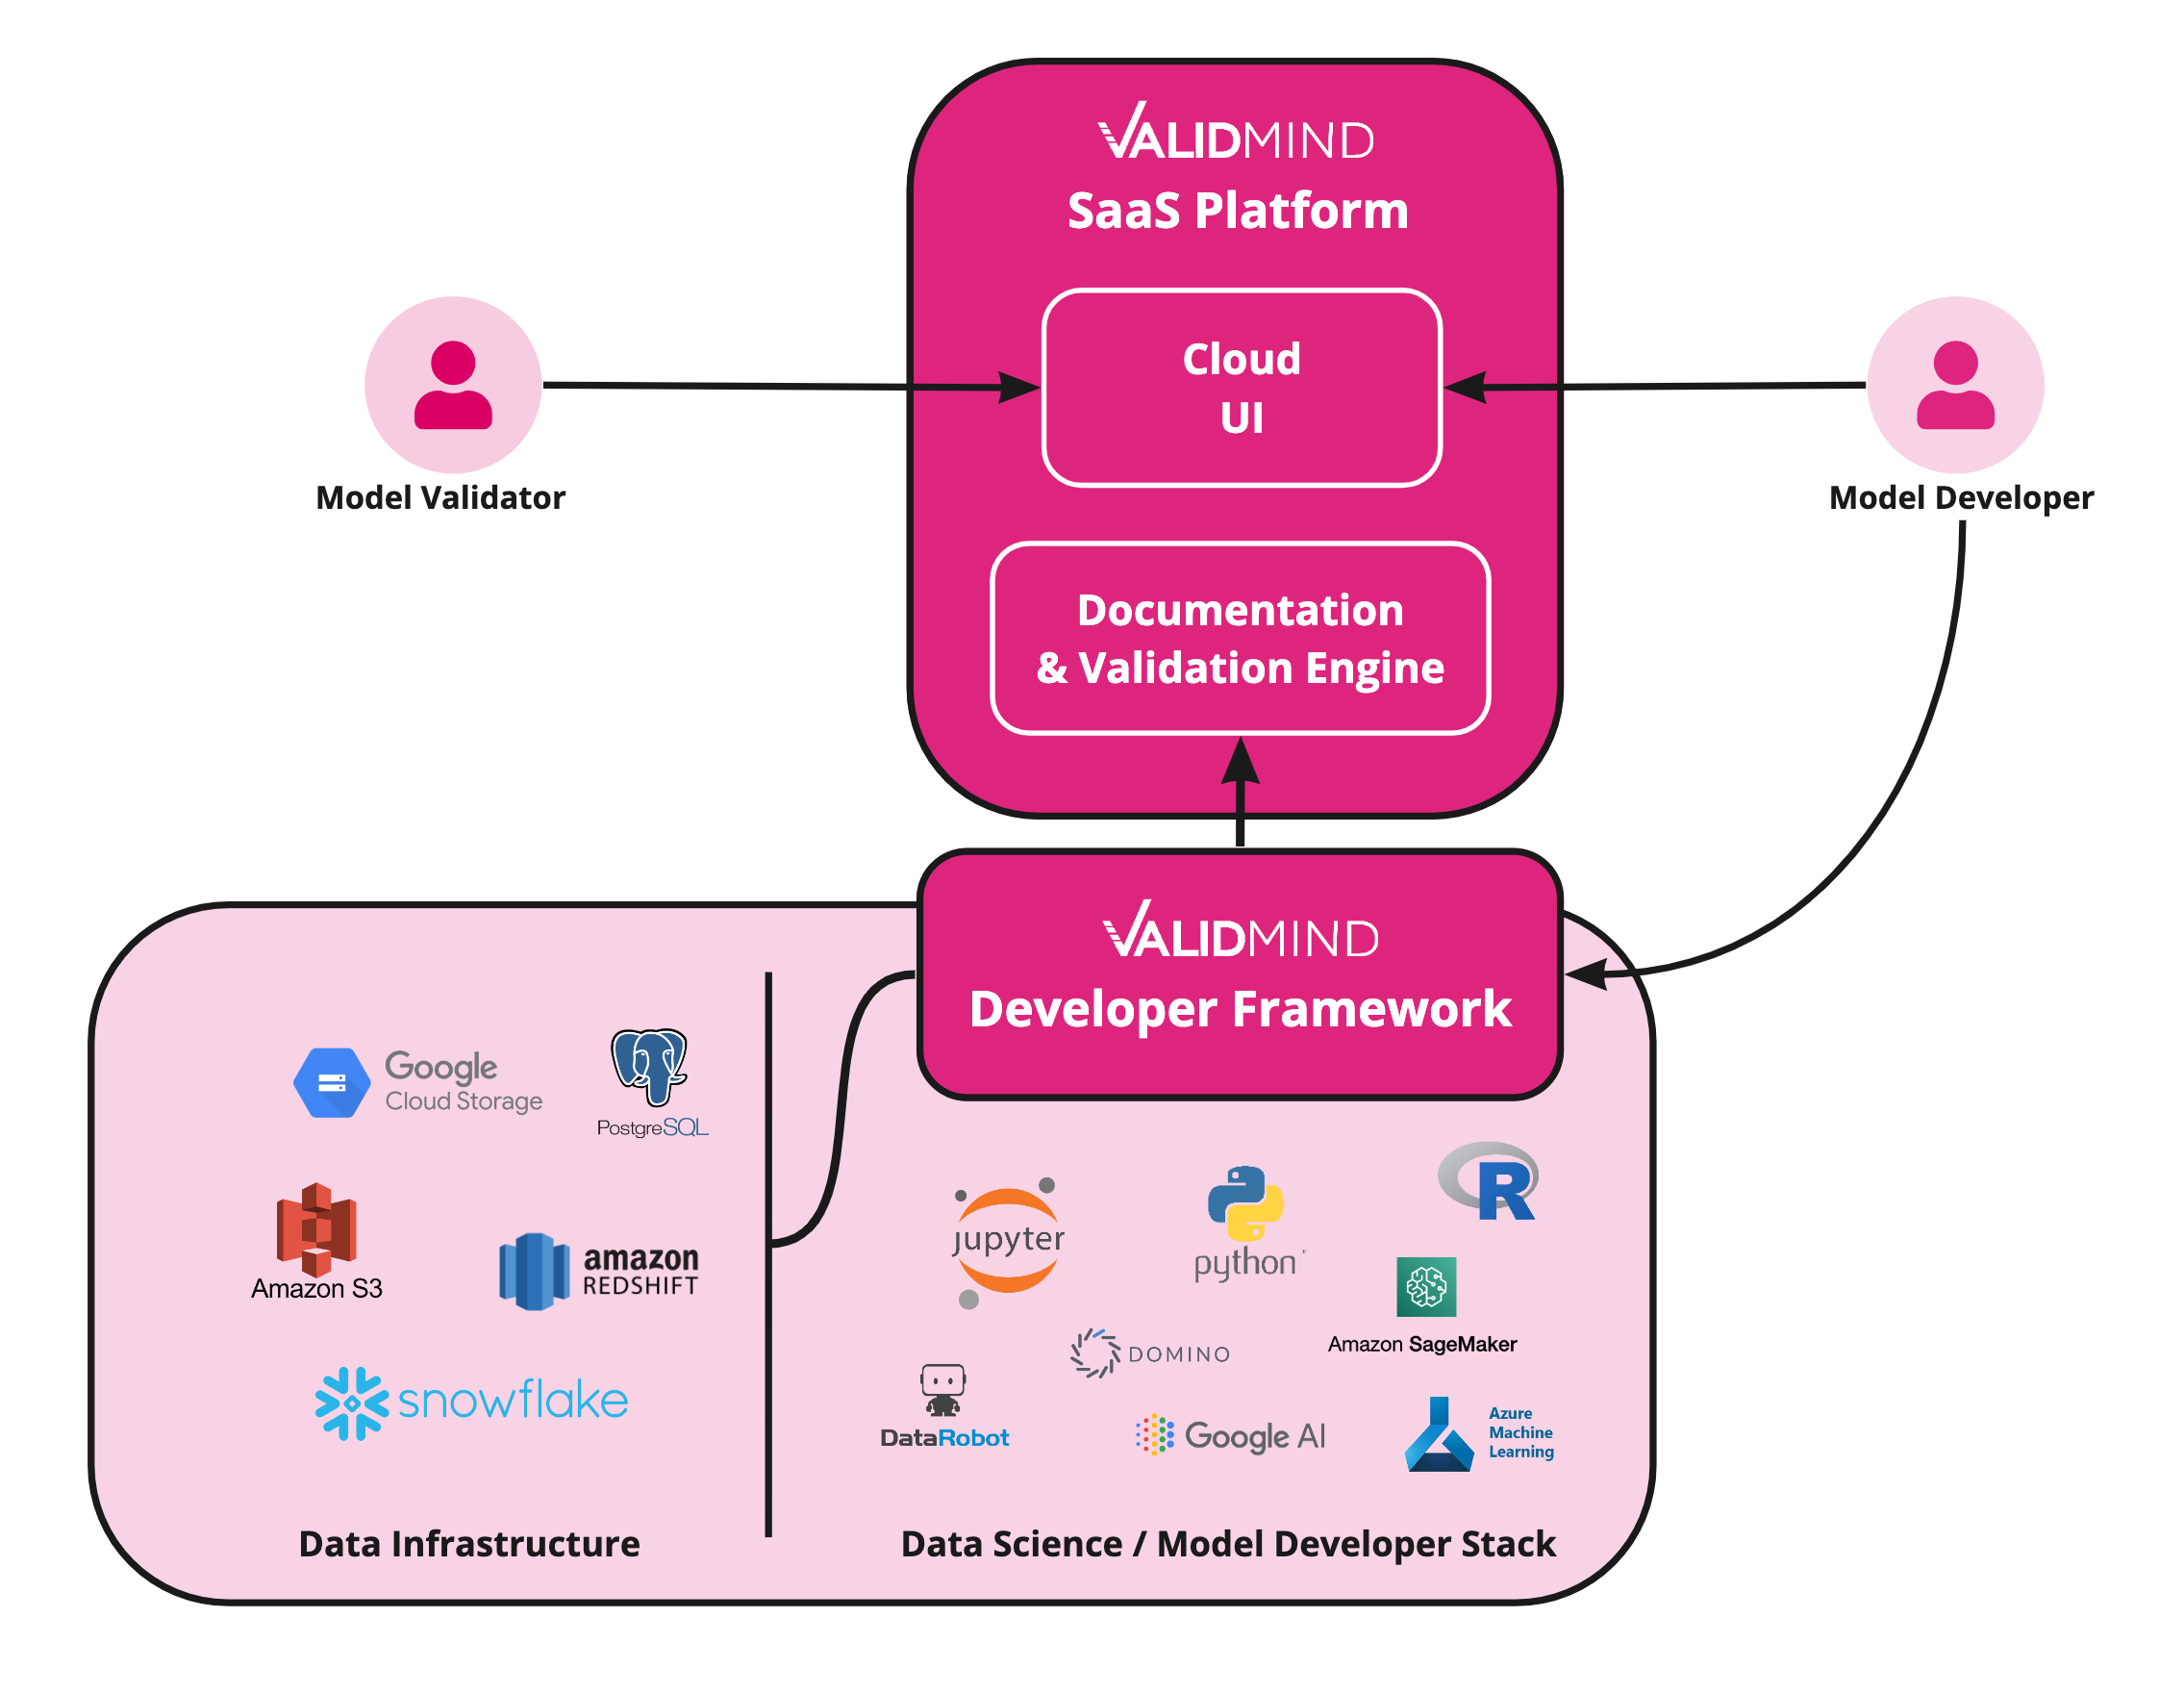 VALIDMIND
SaaS Platform
Cloud
UI
Model Validator
Model Developer
Documentation
& Validation Engine
VALIDMIND
Developer Framework
Google
Cloud Storage
PostgreSQL
Amazon S3
amazon
REDSHIFT
snowflake
jupyter
python
R
Amazon SageMaker
DOMINO
DataRobot
Google AI
Azure
Machine
Learning
Data Infrastructure
Data Science / Model Developer Stack